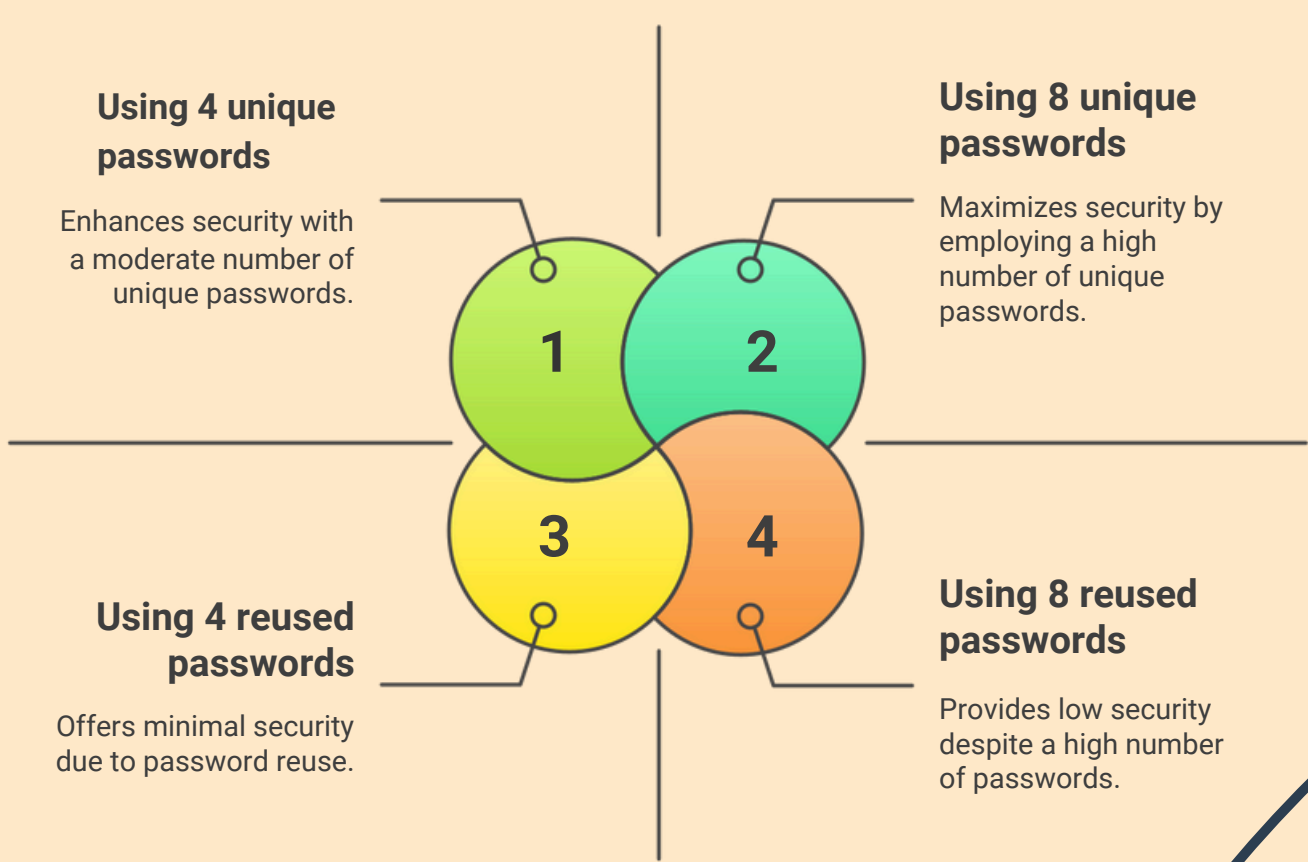 Using 4 unique
passwords
Enhances security with
a moderate number of
unique passwords.
Using 8 unique
passwords
Maximizes security by
employing a high
number of unique
passwords.
1
2
3
4
Using 4 reused
passwords
Offers minimal security
due to password reuse.
Using 8 reused
passwords
Provides low security
despite a high number
of passwords.